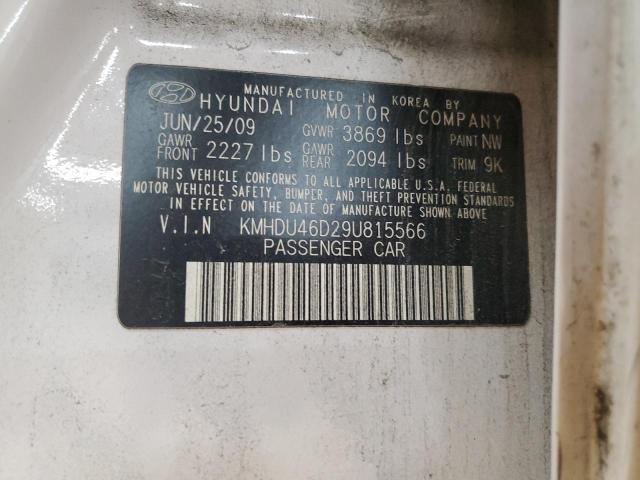 MANUFACTURED IN KOREA BY
HYUNDAI MOTOR COMPANY
JUN/25/09 GVWR 3869 lbs PAINT NW
GAWR FRONT 2227 lbs GAWR REAR 2094 lbs TRIM 9K
THIS VEHICLE CONFORMS TO ALL APPLICABLE U.S.A. FEDERAL
MOTOR VEHICLE SAFETY, BUMPER, AND THEFT PREVENTION STANDARDS
IN EFFECT ON THE DATE OF MANUFACTURE SHOWN ABOVE
V.I.N KMHDU46D29U815566
PASSENGER CAR